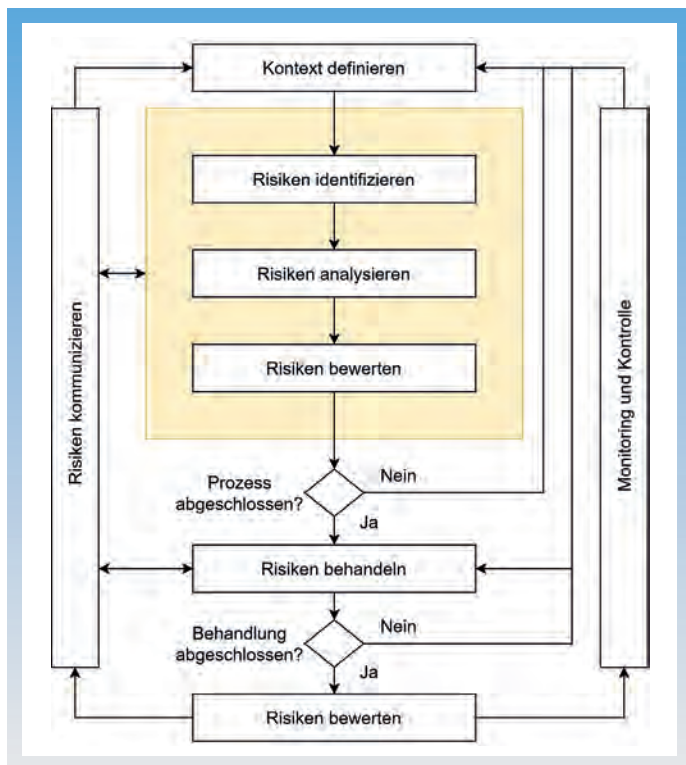 Kontext definieren
Risiken identifizieren
Risiken analysieren
Risiken bewerten
Risiken kommunizieren
Monitoring und Kontrolle
Prozess
abgeschlossen?
Nein
Ja
Risiken behandeln
Behandlung
abgeschlossen?
Nein
Ja
Risiken bewerten